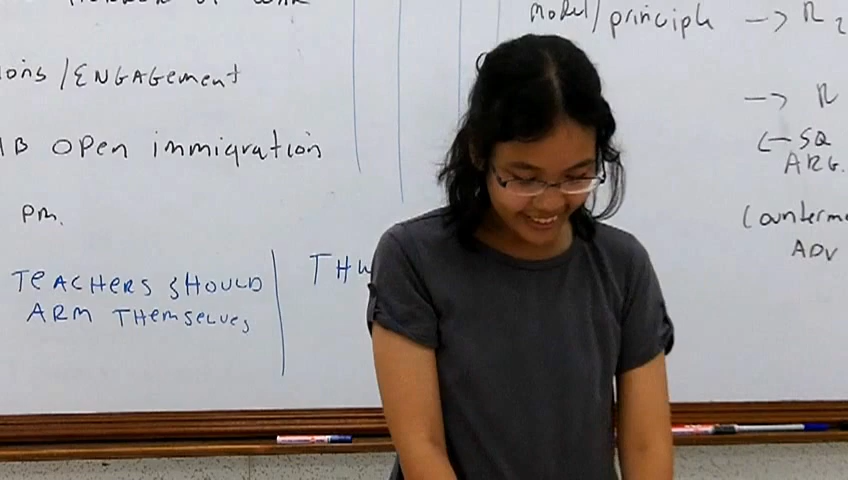 model/principle
ions/ENGAGEMENT
OPEN immigration
PM.
TEACHERS SHOULD
ARM THEMSELVES
THW
SQ
ARG.
Counterm
ADV